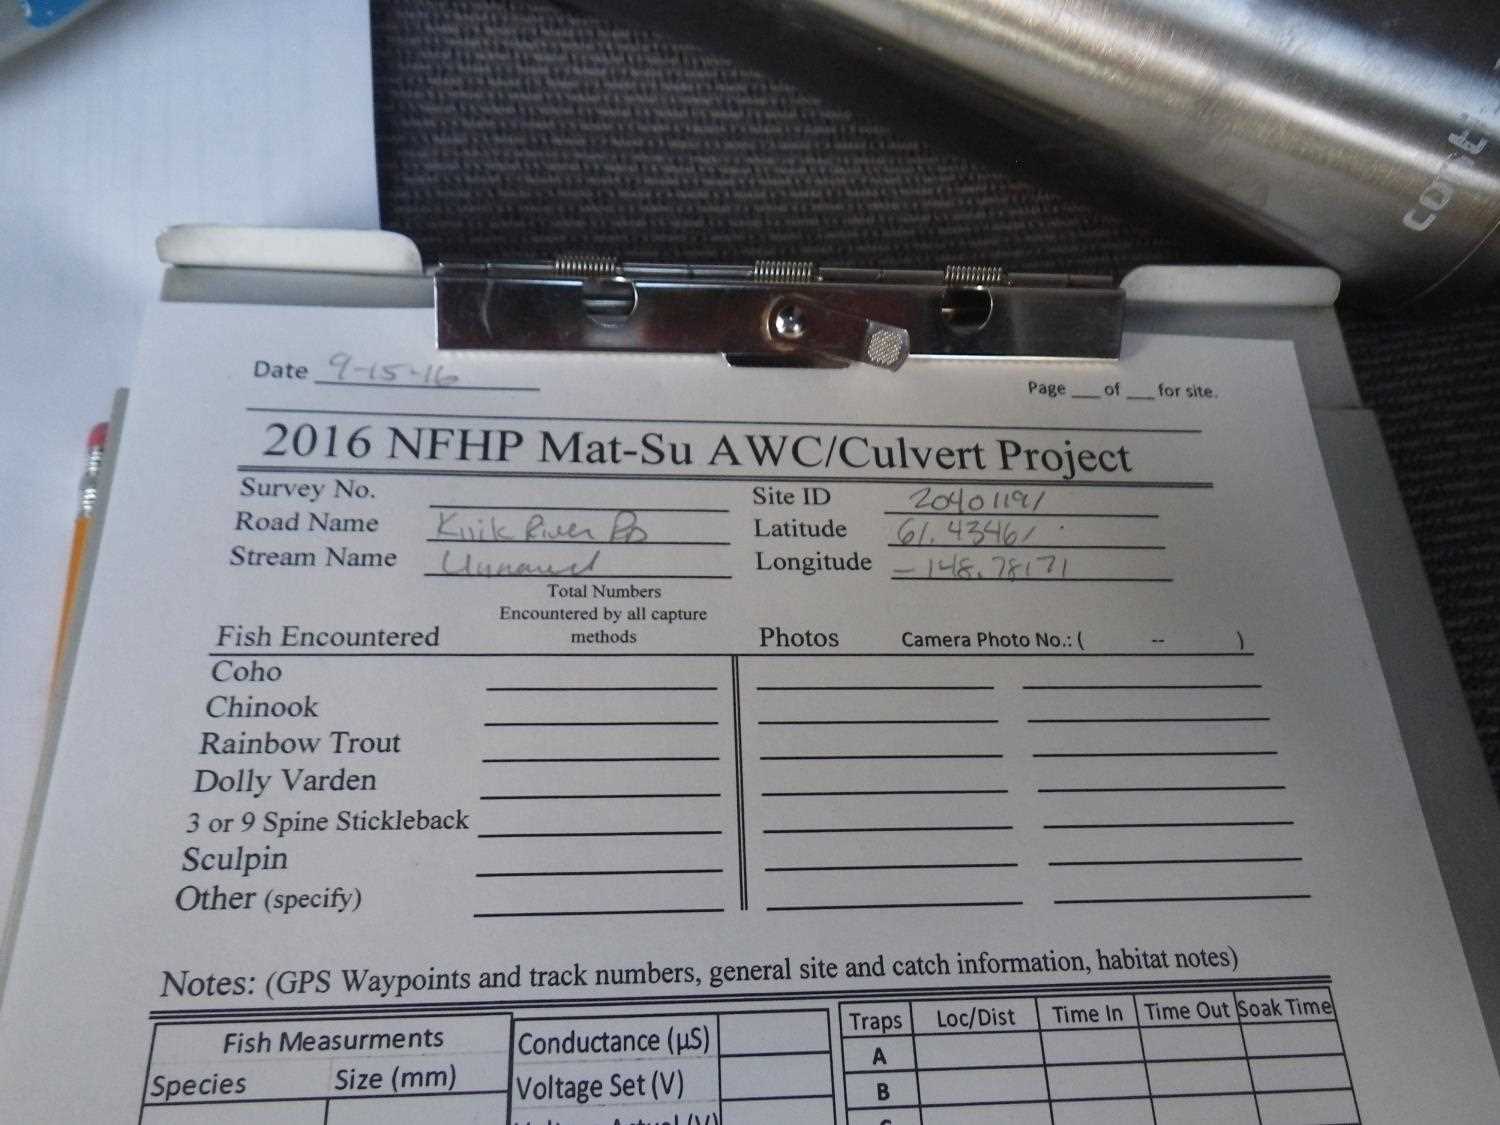 conti
Date 9-15-16
Page ___ of ___ for site.
2016 NFHP Mat-Su AWC/Culvert Project
Survey No. Site ID 20401191
Road Name Knik River Rd Latitude 61.43461
Stream Name Unnamed Longitude -148.78171
Total Numbers
Encountered by all capture
methods
Fish Encountered Photos Camera Photo No.: ( -- )
Coho
Chinook
Rainbow Trout
Dolly Varden
3 or 9 Spine Stickleback
Sculpin
Other (specify)
Notes: (GPS Waypoints and track numbers, general site and catch information, habitat notes)
Fish Measurments Conductance (µS) Traps Loc/Dist Time In Time Out Soak Time
Species Size (mm) Voltage Set (V) A
B
Voltage Actual (V) C